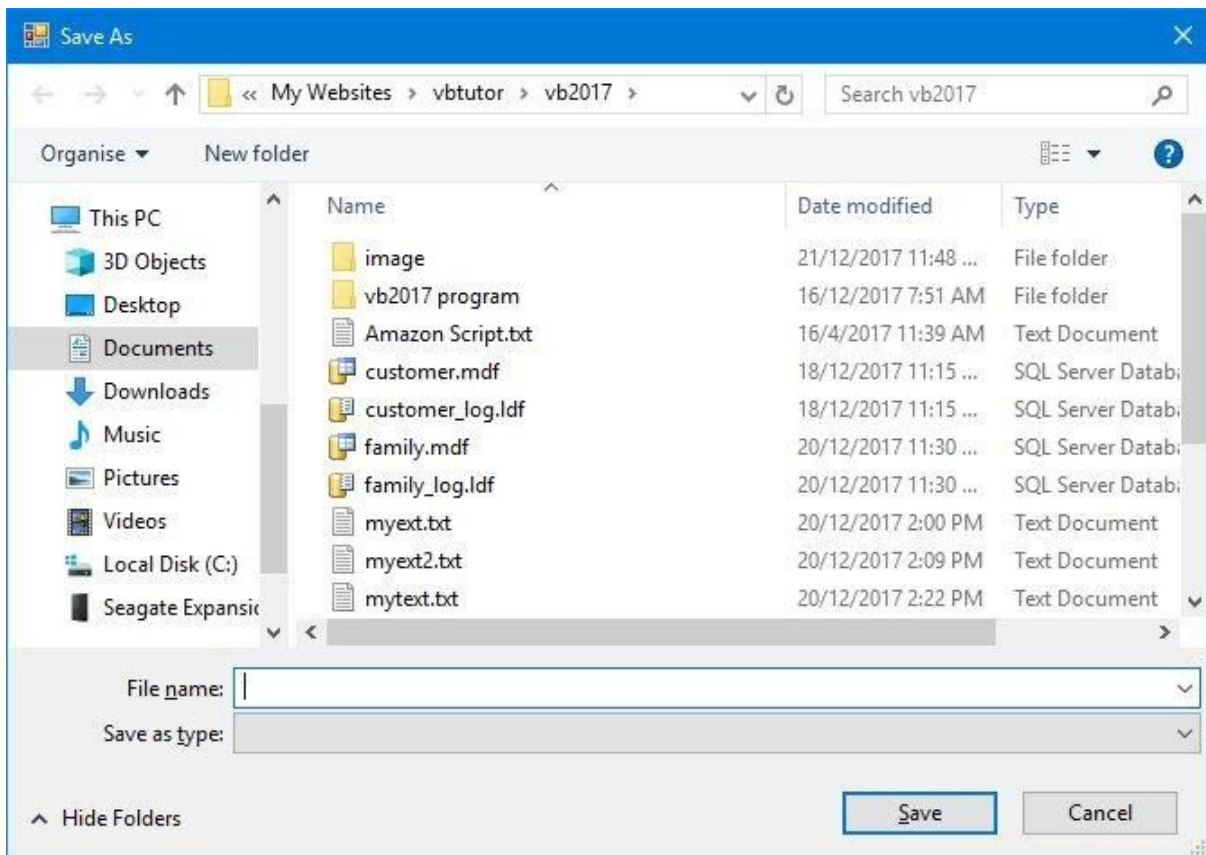 Save As
« My Websites › vbtutor › vb2017 ›
Search vb2017
Organise
New folder
Name Date modified Type
This PC
3D Objects
Desktop
Documents
Downloads
Music
Pictures
Videos
Local Disk (C:)
Seagate Expansio
image 21/12/2017 11:48 ... File folder
vb2017 program 16/12/2017 7:51 AM File folder
Amazon Script.txt 16/4/2017 11:39 AM Text Document
customer.mdf 18/12/2017 11:15 ... SQL Server Databa
customer_log.ldf 18/12/2017 11:15 ... SQL Server Databa
family.mdf 20/12/2017 11:30 ... SQL Server Databa
family_log.ldf 20/12/2017 11:30 ... SQL Server Databa
myext.txt 20/12/2017 2:00 PM Text Document
myext2.txt 20/12/2017 2:09 PM Text Document
mytext.txt 20/12/2017 2:22 PM Text Document
File name:
Save as type:
Hide Folders
Save
Cancel